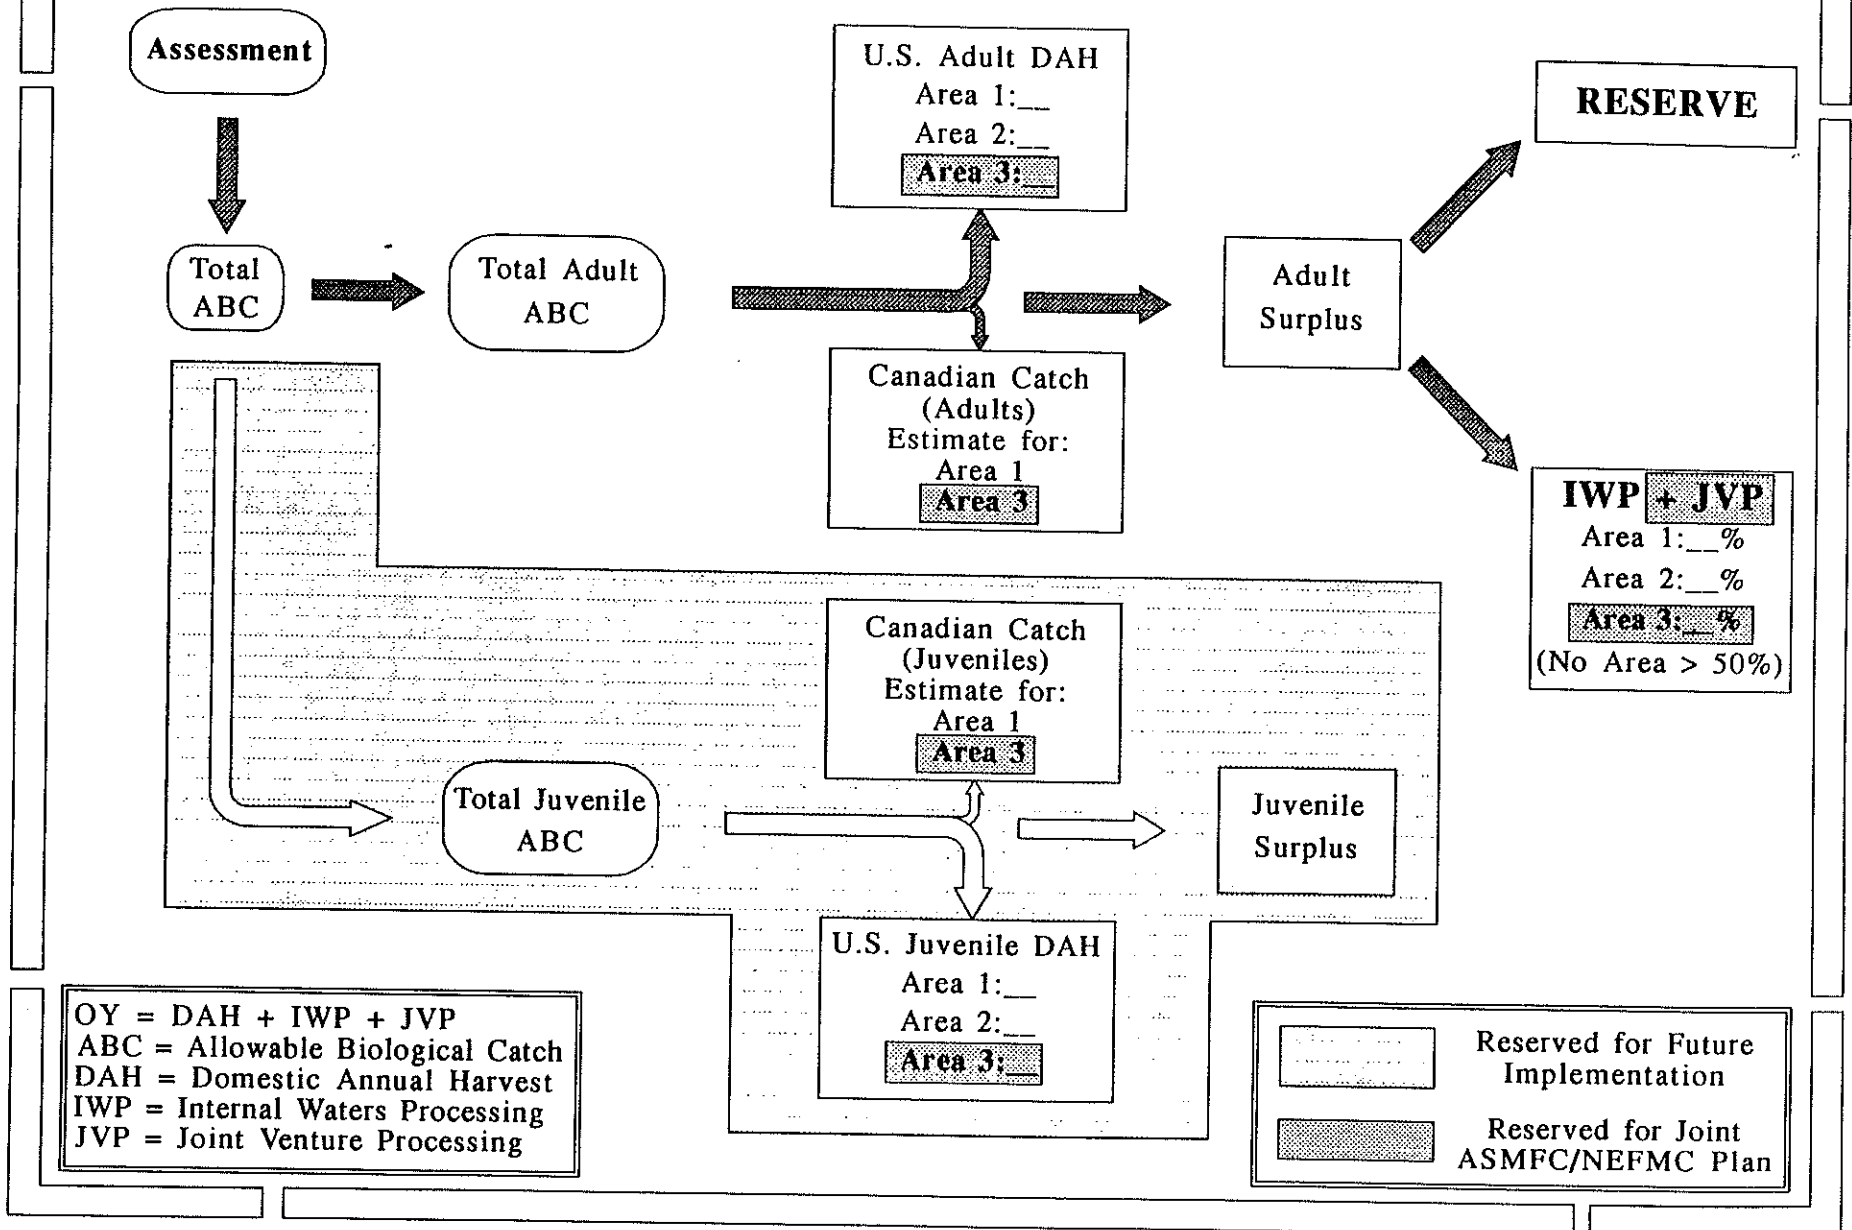 Assessment
U.S. Adult DAH
Area 1:__
Area 2:__
Area 3:__
RESERVE
Total
ABC
Total Adult
ABC
Adult
Surplus
Canadian Catch
(Adults)
Estimate for:
Area 1
Area 3
IWP + JVP
Area 1:__%
Area 2:__%
Area 3:__%
(No Area > 50%)
Canadian Catch
(Juveniles)
Estimate for:
Area 1
Area 3
Total Juvenile
ABC
Juvenile
Surplus
U.S. Juvenile DAH
Area 1:__
Area 2:__
Area 3:__
OY = DAH + IWP + JVP
ABC = Allowable Biological Catch
DAH = Domestic Annual Harvest
IWP = Internal Waters Processing
JVP = Joint Venture Processing
Reserved for Future
Implementation
Reserved for Joint
ASMFC/NEFMC Plan